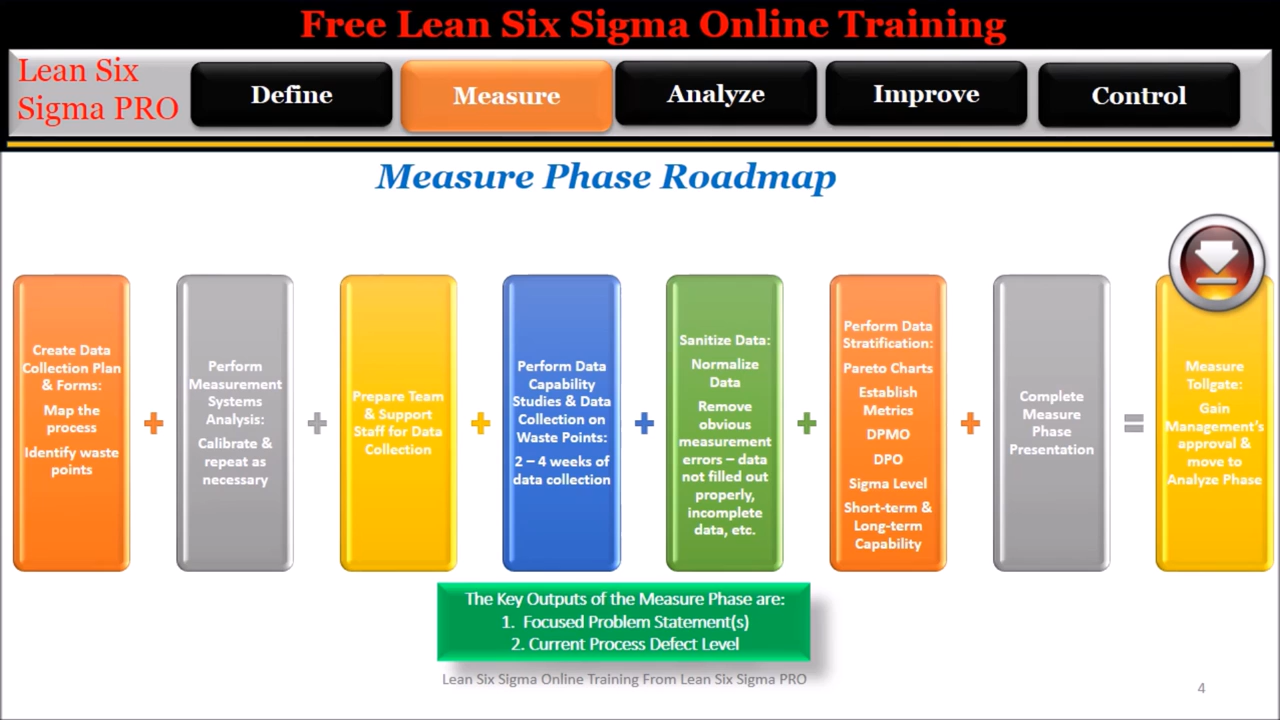 Free Lean Six Sigma Online Training
Lean Six
Sigma PRO
Define
Measure
Analyze
Improve
Control
Measure Phase Roadmap
Create Data
Collection Plan
& Forms:
Map the
process
Identify waste
points
+
Perform
Measurement
Systems
Analysis:
Calibrate &
repeat as
necessary
+
Prepare Team
& Support
Staff for Data
Collection
+
Perform Data
Capability
Studies & Data
Collection on
Waste Points:
2 – 4 weeks of
data collection
+
Sanitize Data:
Normalize
Data
Remove
obvious
measurement
errors – data
not filled out
properly,
incomplete
data, etc.
+
Perform Data
Stratification:
Pareto Charts
Establish
Metrics
DPMO
DPO
Sigma Level
Short-term &
Long-term
Capability
+
Complete
Measure
Phase
Presentation
=
Measure
Tollgate:
Gain
Management's
approval &
move to
Analyze Phase
The Key Outputs of the Measure Phase are:
1. Focused Problem Statement(s)
2. Current Process Defect Level
Lean Six Sigma Online Training From Lean Six Sigma PRO
4